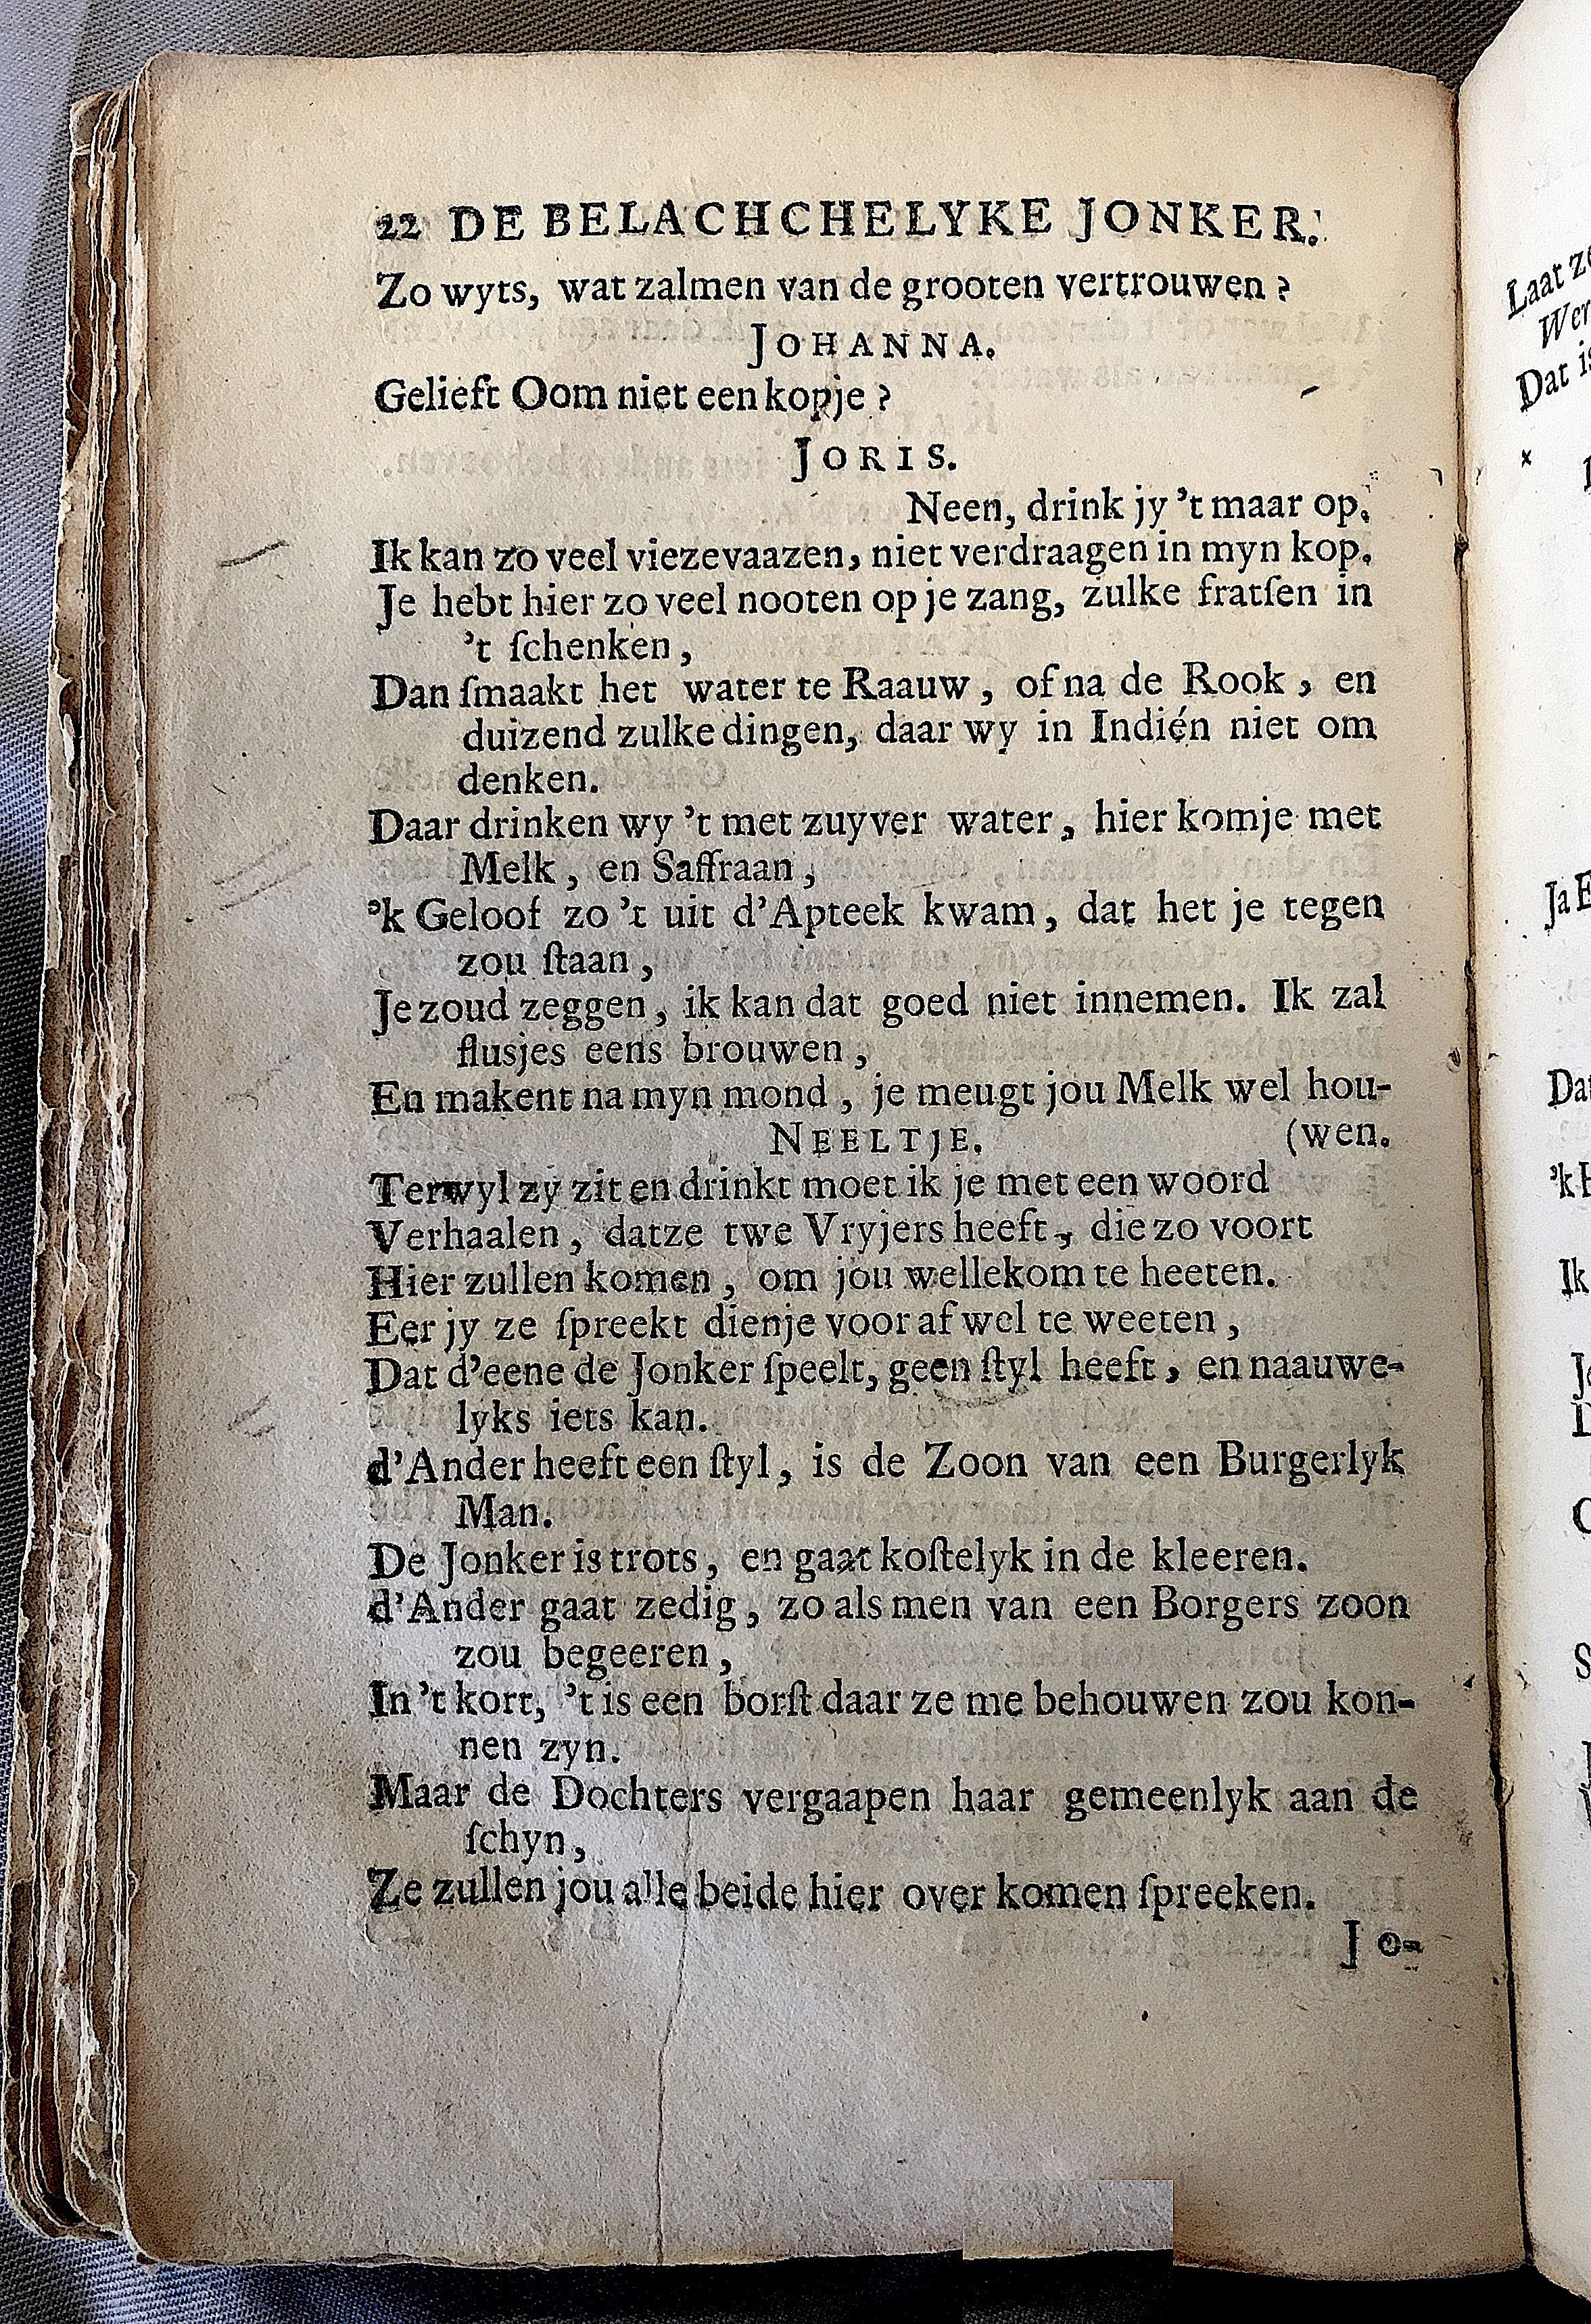 22 DE BELACHCHELYKE JONKER.
Zo wyts, wat zalmen van de grooten vertrouwen?
JOHANNA.
Gelieft Oom niet een kopje?
JORIS.
Neen, drink jy 't maar op.
Ik kan zo veel viezevaazen, niet verdraagen in myn kop.
Je hebt hier zo veel nooten op je zang, zulke fratſen in
't ſchenken,
Dan ſmaakt het water te Raauw, of na de Rook, en
duizend zulke dingen, daar wy in Indién niet om
denken.
Daar drinken wy 't met zuyver water, hier komje met
Melk, en Saffraan,
'k Geloof zo 't uit d'Apteek kwam, dat het je tegen
zou ſtaan,
Je zoud zeggen, ik kan dat goed niet innemen. Ik zal
flusjes eens brouwen,
En makent na myn mond, je meugt jou Melk wel hou-
NEELTJE. (wen.
Terwyl zy zit en drinkt moet ik je met een woord
Verhaalen, datze twe Vryjers heeft, die zo voort
Hier zullen komen, om jou wellekom te heeten.
Eer jy ze ſpreekt dienje voor af wel te weeten,
Dat d'eene de Jonker ſpeelt, geen ſtyl heeft, en naauwe-
lyks iets kan.
d'Ander heeft een ſtyl, is de Zoon van een Burgerlyk
Man.
De Jonker is trots, en gaat koſtelyk in de kleeren.
d'Ander gaat zedig, zo als men van een Borgers zoon
zou begeeren,
In 't kort, 't is een borſt daar ze me behouwen zou kon-
nen zyn.
Maar de Dochters vergaapen haar gemeenlyk aan de
ſchyn,
Ze zullen jou alle beide hier over komen ſpreeken.
JO-
Laat
Dat
Ja
'k
Ik